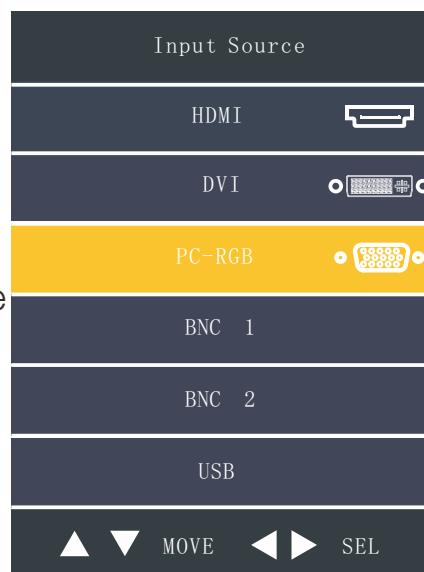 Input Source
HDMI
DVI
PC-RGB
e
BNC 1
BNC 2
USB
MOVE SEL